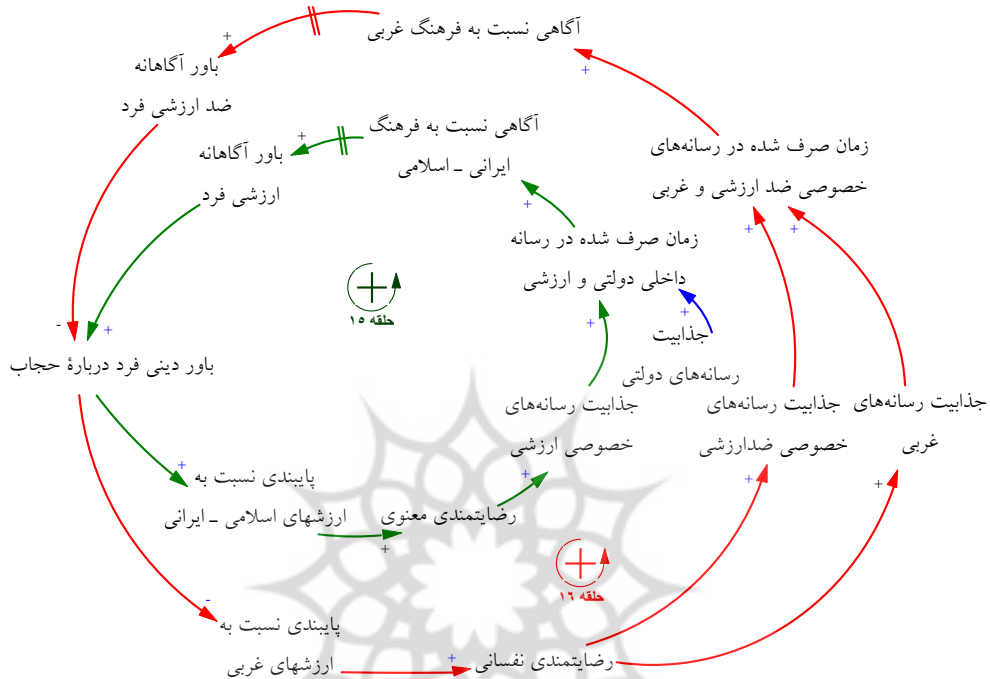 آگاهی نسبت به فرهنگ غربی
+
+
باور آگاهانه
ضد ارزشی فرد
آگاهی نسبت به فرهنگ
ایرانی ـ اسلامی
+
باور آگاهانه
ارزشی فرد
زمان صرف شده در رسانه‌های
خصوصی ضد ارزشی و غربی
+
+
+
زمان صرف شده در رسانه
داخلی دولتی و ارزشی
+
+
حلقه ۱۵
جذابیت
رسانه‌های دولتی
-
+
باور دینی فرد دربارهٔ حجاب
جذابیت رسانه‌های
خصوصی ارزشی
+
جذابیت رسانه‌های
خصوصی ضدارزشی
+
جذابیت رسانه‌های
غربی
+
+
پایبندی نسبت به
ارزشهای اسلامی ـ ایرانی
رضایتمندی معنوی
+
حلقه ۱۶
-
پایبندی نسبت به
ارزشهای غربی
+
رضایتمندی نفسانی